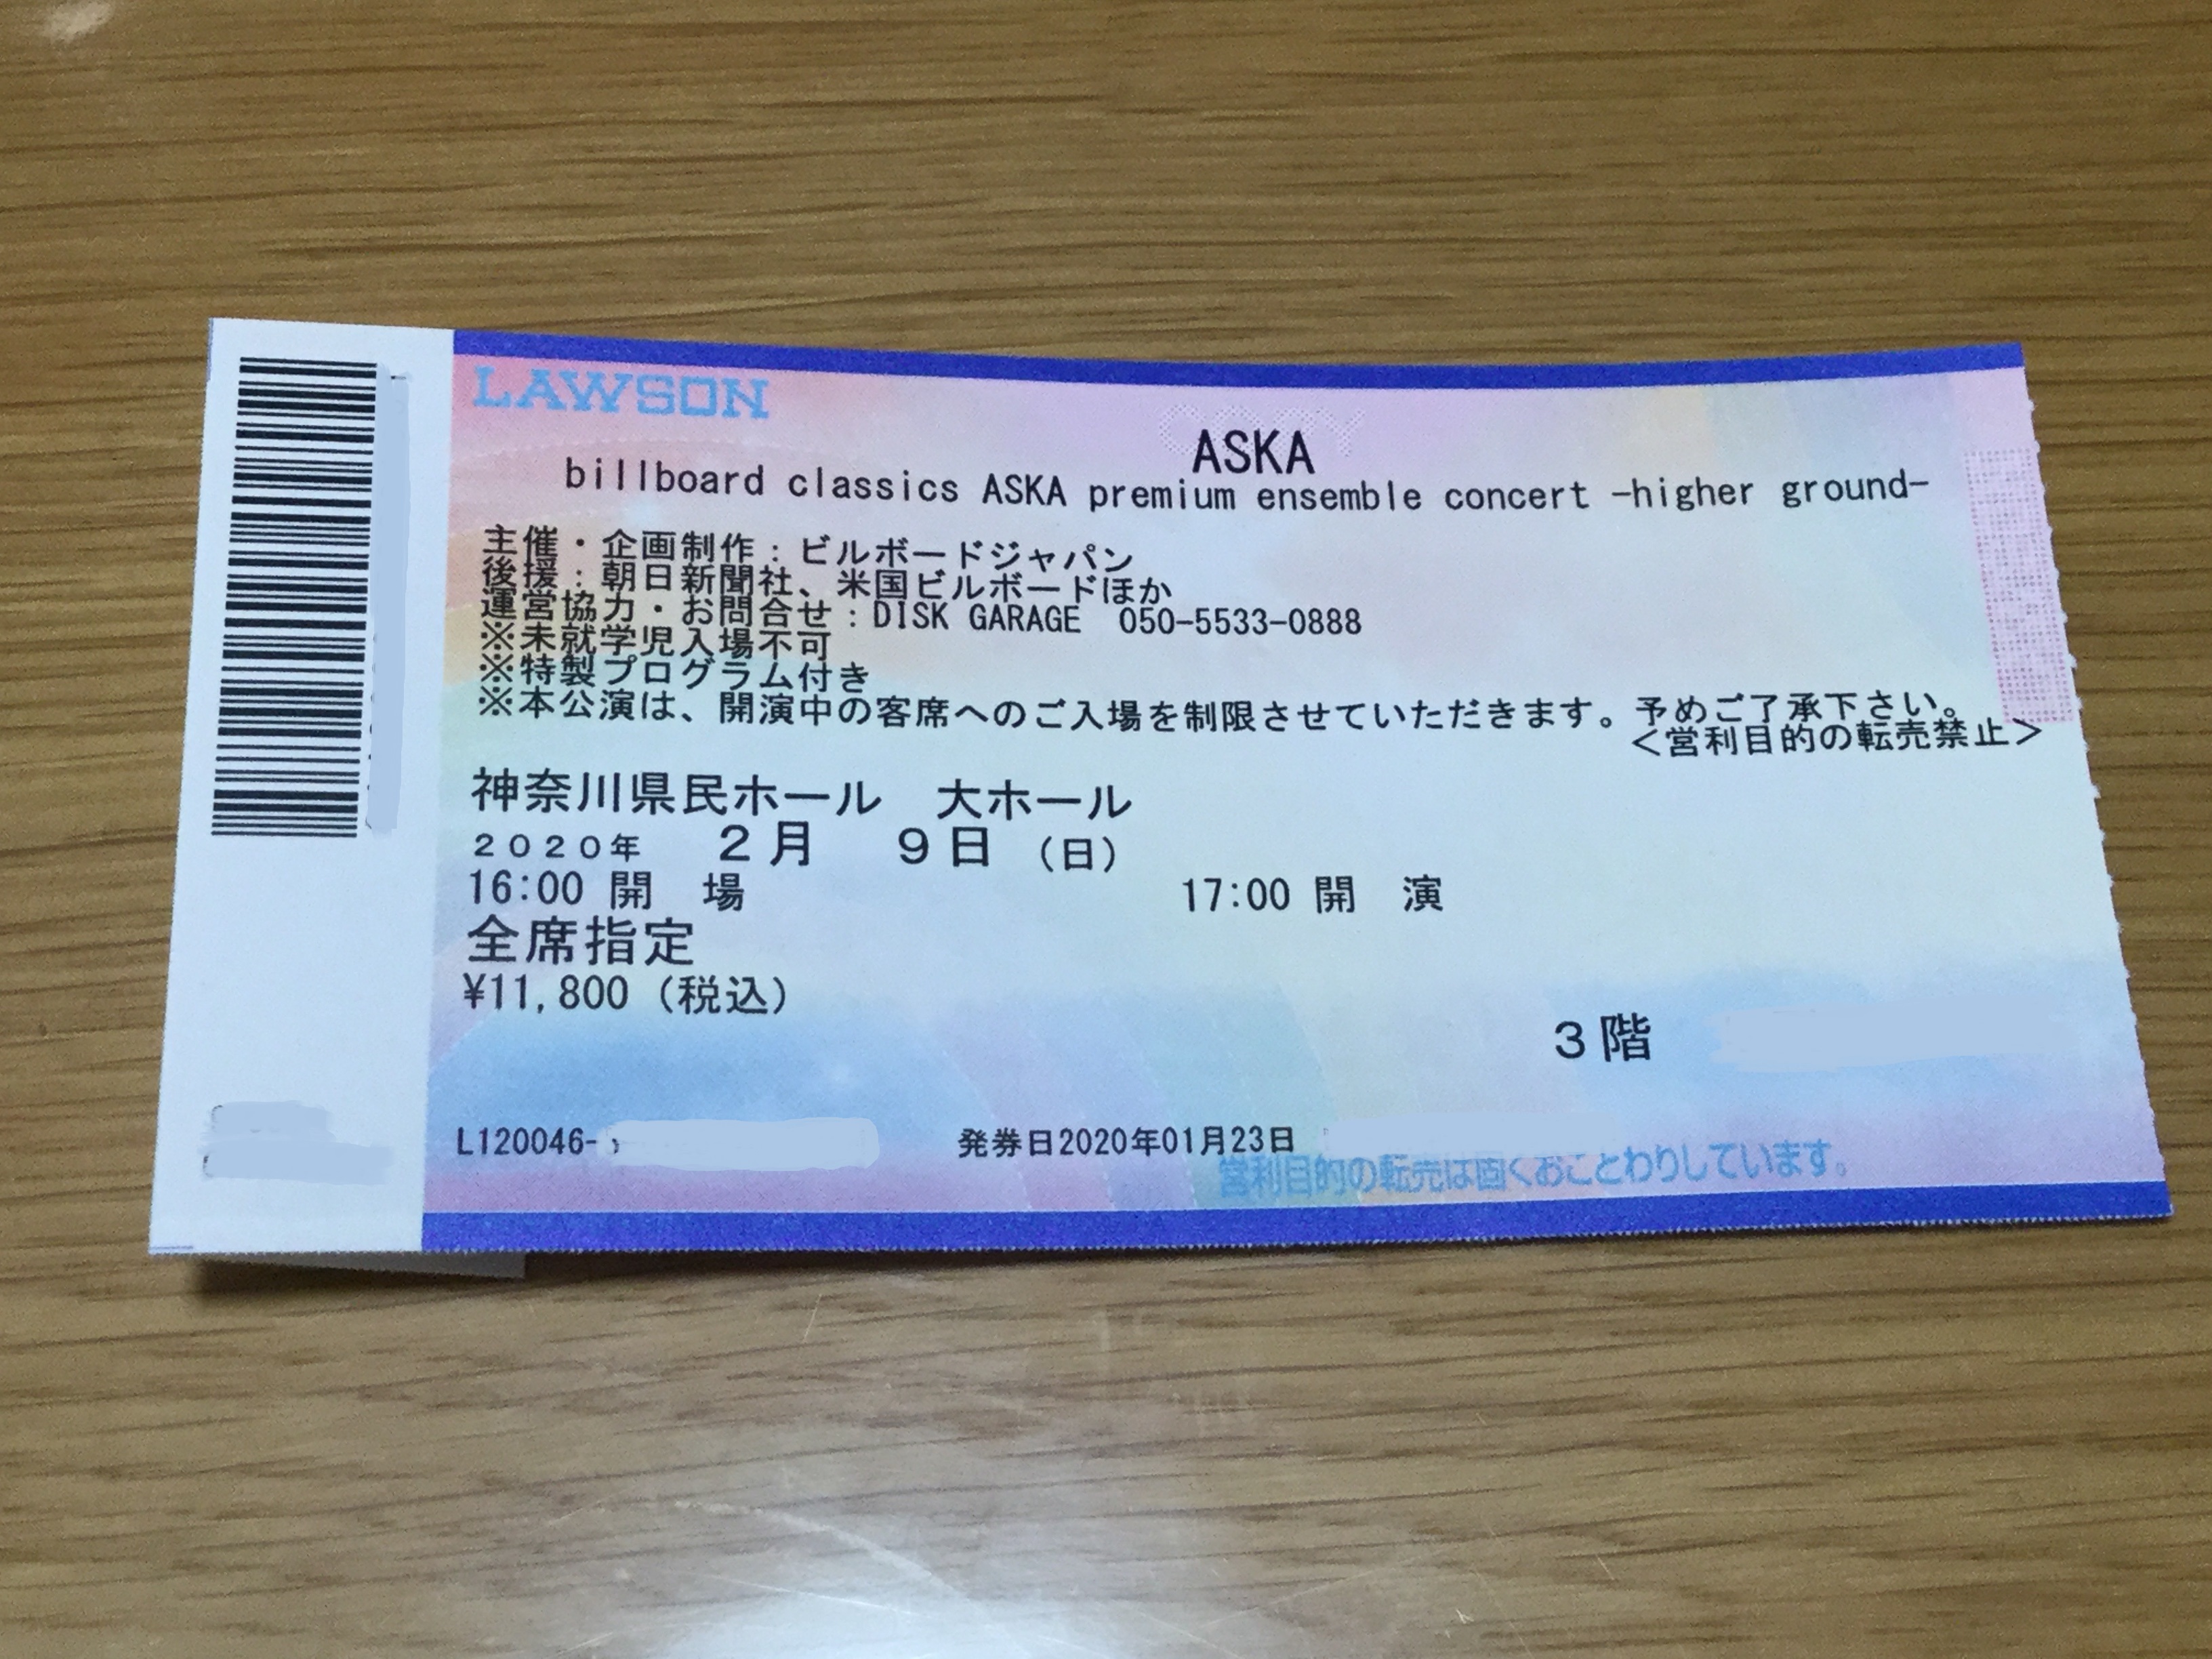 LAWSON
COPY
ASKA
billboard classics ASKA premium ensemble concert -higher ground-
主催・企画制作：ビルボードジャパン
後援：朝日新聞社、米国ビルボードほか
運営協力・お問合せ：DISK GARAGE　050-5533-0888
※未就学児入場不可
※特製プログラム付き
※本公演は、開演中の客席へのご入場を制限させていただきます。予めご了承下さい。
＜営利目的の転売禁止＞
神奈川県民ホール　大ホール
２０２０年　２月　９日（日）
16:00 開　場　17:00 開　演
全席指定
¥11,800（税込）
３階
L120046-　発券日2020年01月23日
営利目的の転売は固くおことわりしています。